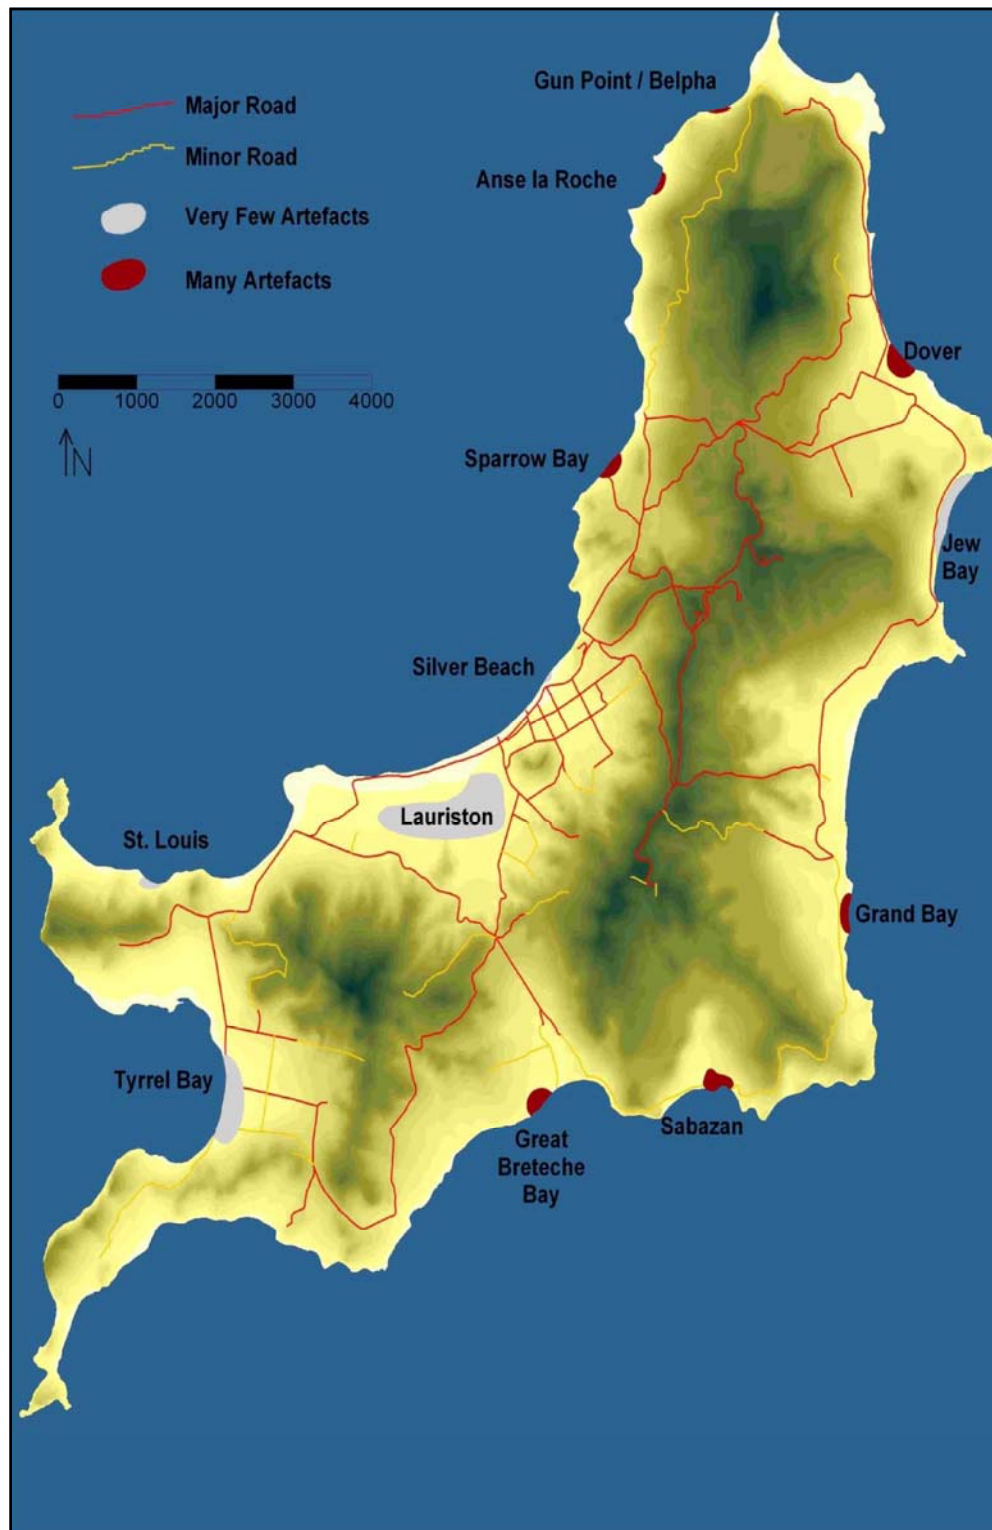 Gun Point / Belpha
Major Road
Minor Road
Anse la Roche
Very Few Artefacts
Many Artefacts
Dover
0 1000 2000 3000 4000
N
Sparrow Bay
Jew
Bay
Silver Beach
Lauriston
St. Louis
Grand Bay
Tyrrel Bay
Sabazan
Great
Breteche
Bay